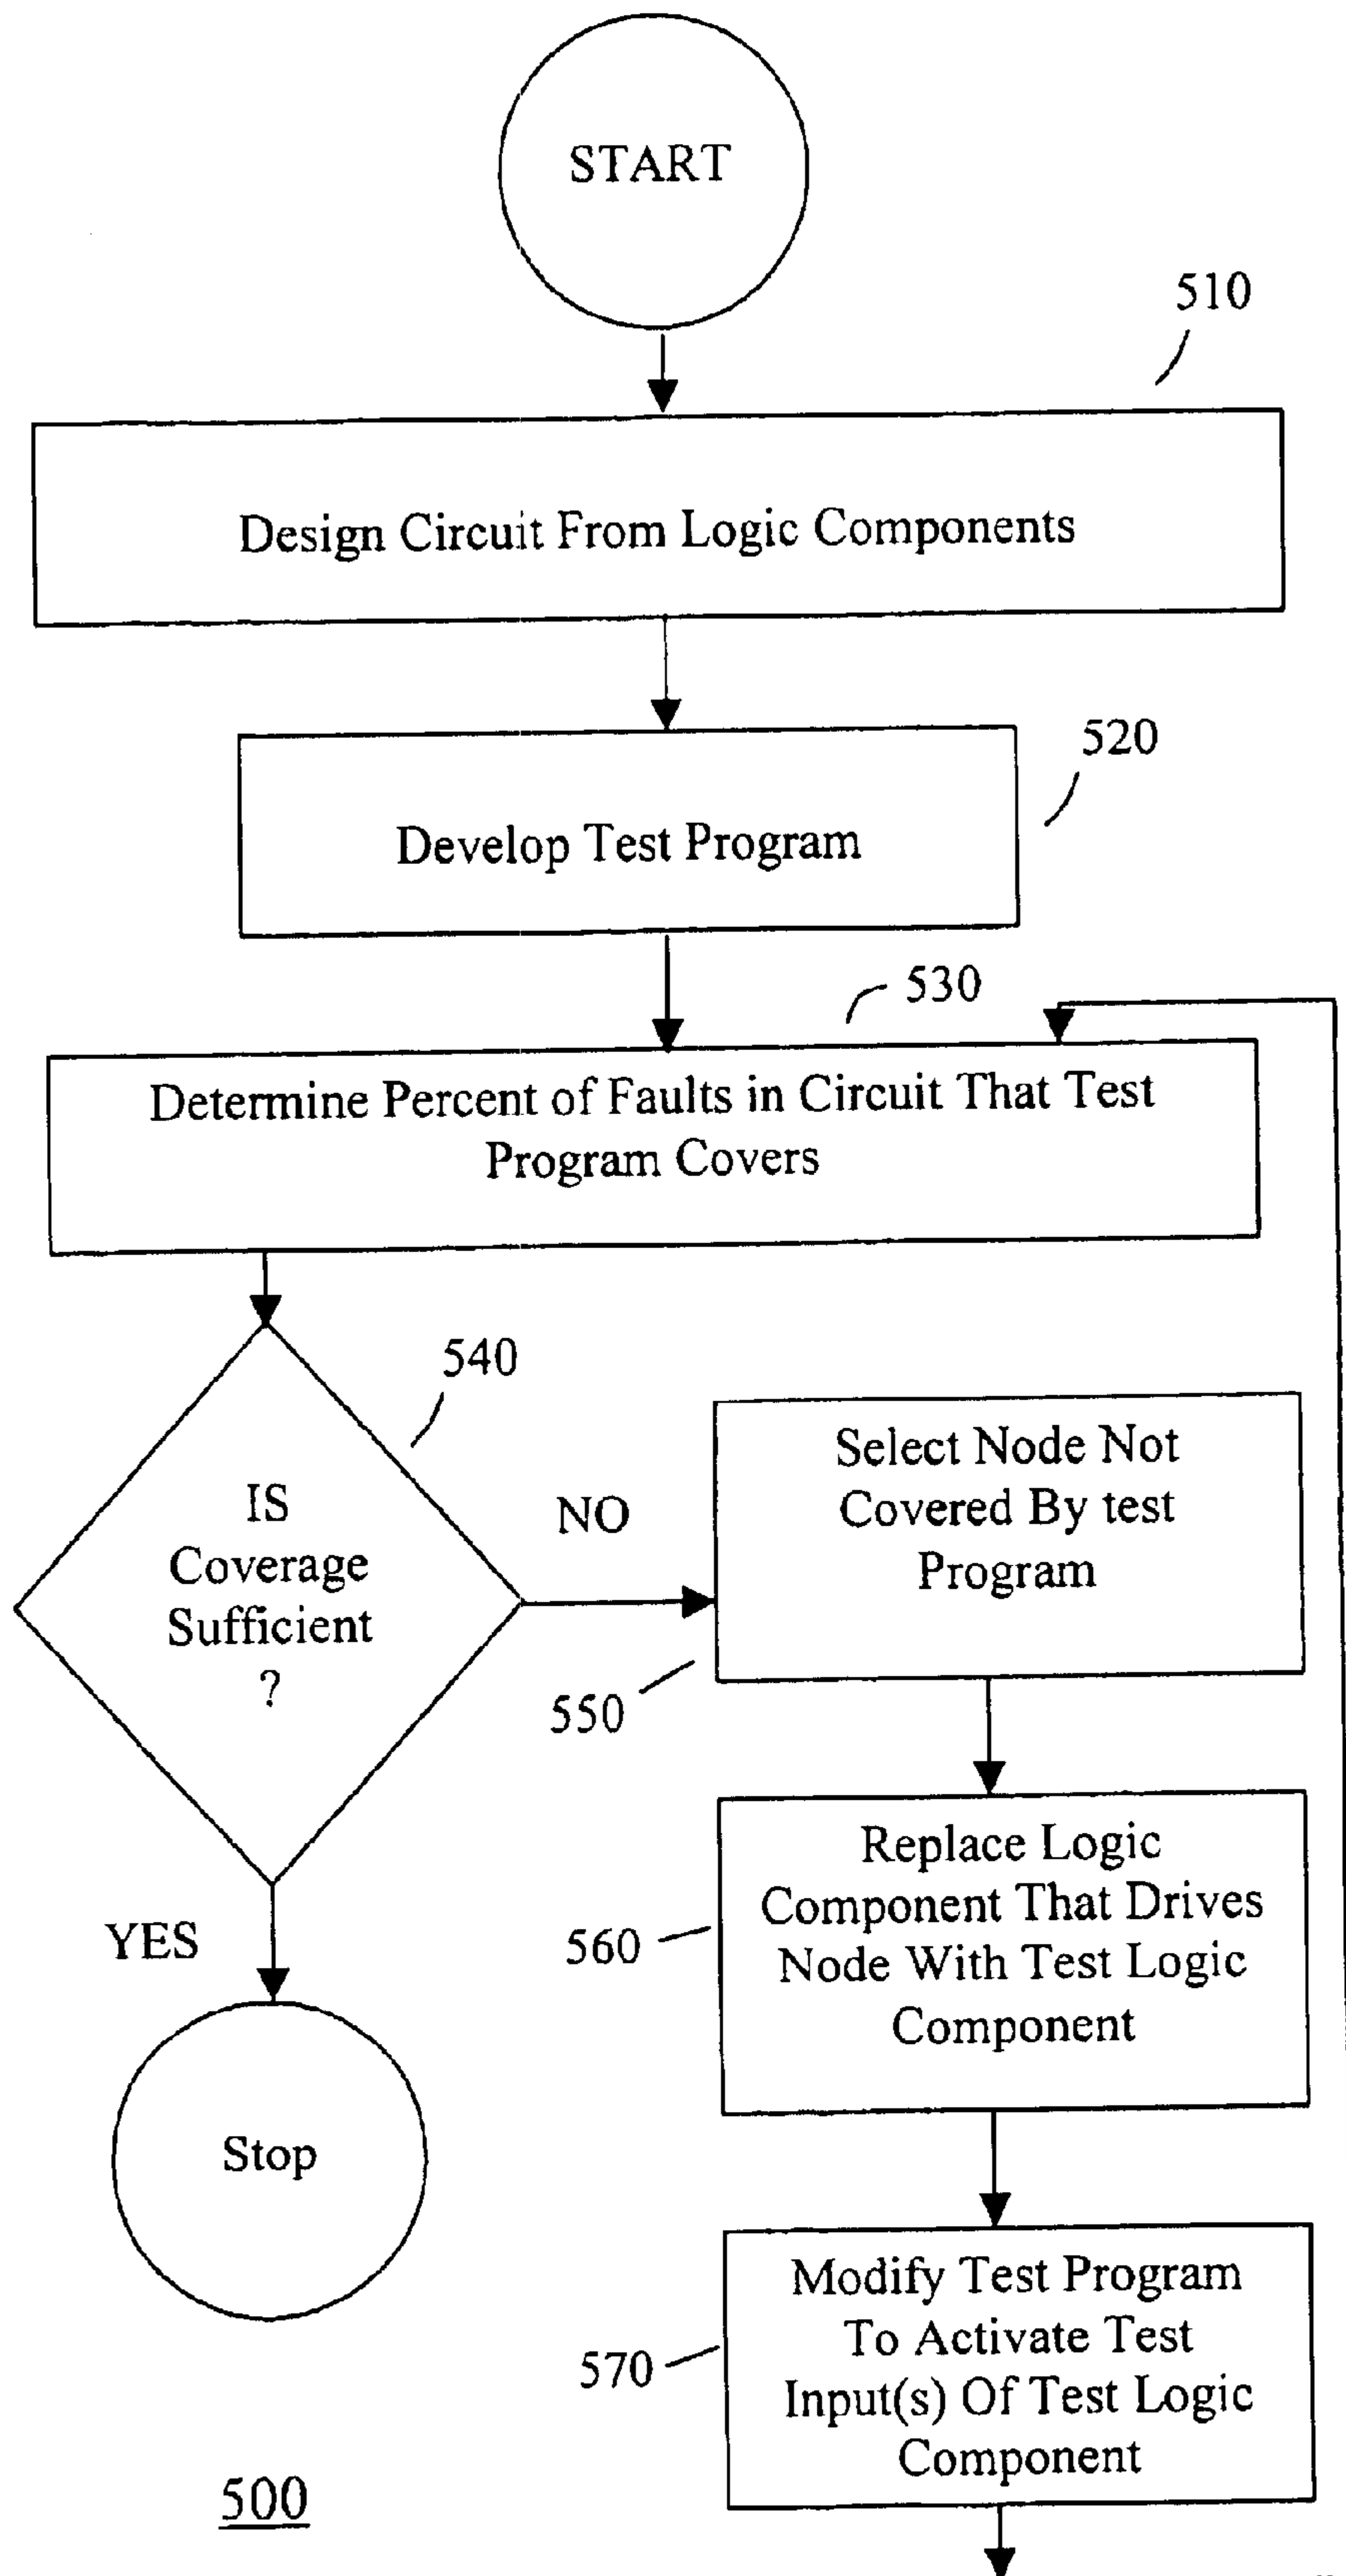 START
510
Design Circuit From Logic Components
520
Develop Test Program
530
Determine Percent of Faults in Circuit That Test
Program Covers
540
IS
Coverage
Sufficient
?
NO
Select Node Not
Covered By test
Program
550
Replace Logic
Component That Drives
Node With Test Logic
Component
560
YES
Stop
Modify Test Program
To Activate Test
Input(s) Of Test Logic
Component
570
500